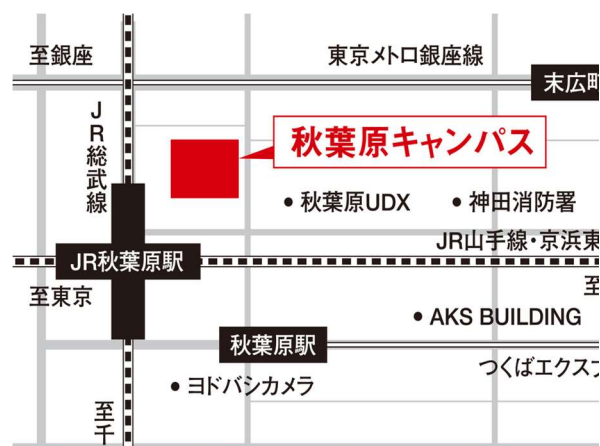 至銀座
東京メトロ銀座線
末広町
JR総武線
秋葉原キャンパス
秋葉原UDX
神田消防署
JR山手線・京浜東
JR秋葉原駅
至東京
至
AKS BUILDING
秋葉原駅
つくばエクスプ
ヨドバシカメラ
至千